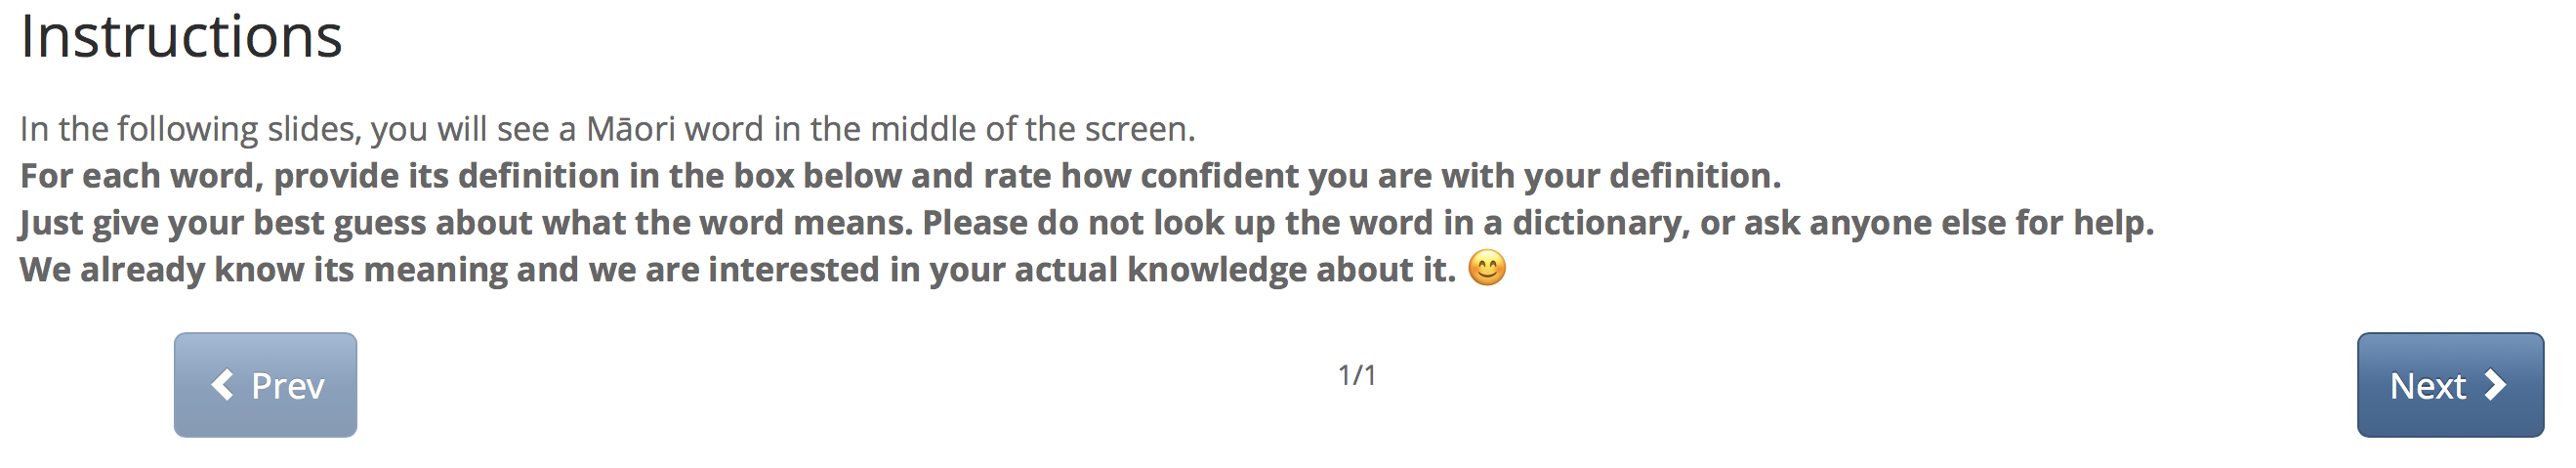 Instructions
In the following slides, you will see a Māori word in the middle of the screen.
For each word, provide its definition in the box below and rate how confident you are with your definition.
Just give your best guess about what the word means. Please do not look up the word in a dictionary, or ask anyone else for help.
We already know its meaning and we are interested in your actual knowledge about it. 😊
Prev
1/1
Next